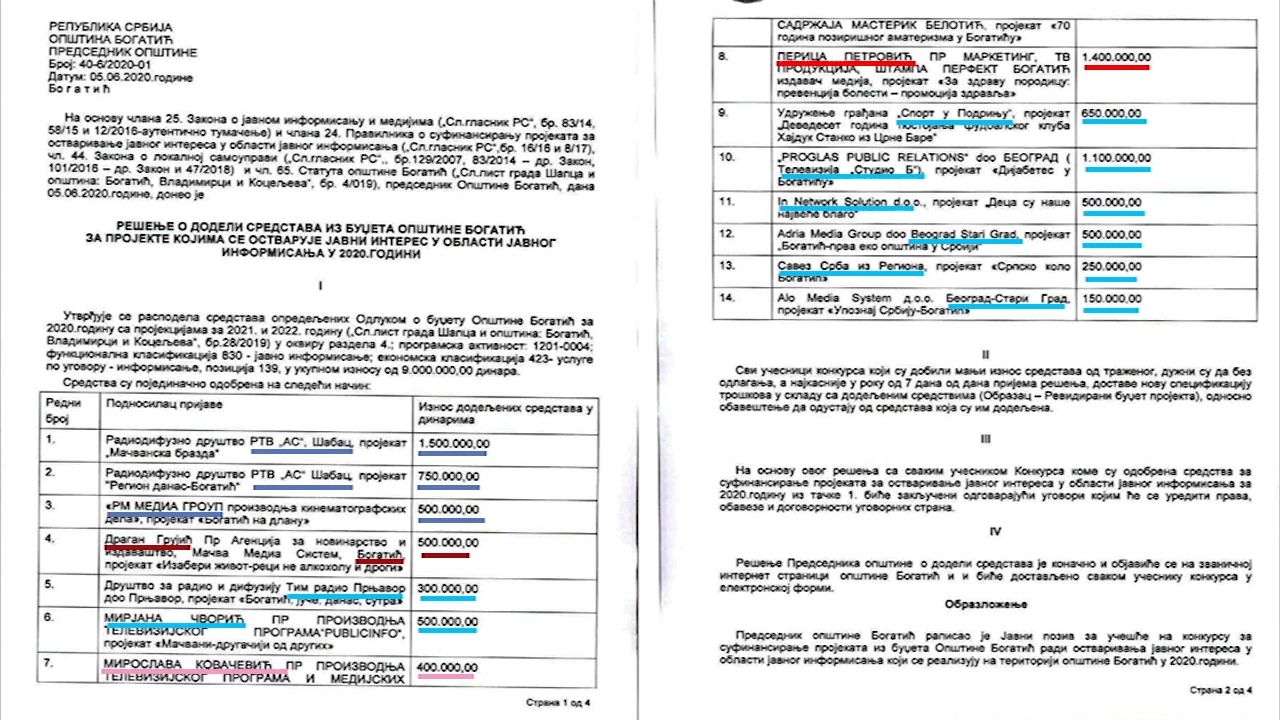 РЕПУБЛИКА СРБИЈА
ОПШТИНА БОГАТИЋ
ПРЕДСЕДНИК ОПШТИНЕ
Број: 40-6/2020-01
Датум: 05.06.2020.године
Б о г а т и ћ
На основу члана 25. Закона о јавном информисању и медијима („Сл.гласник РС“, бр. 83/14,
58/15 и 12/2016-аутентично тумачење) и члана 24. Правилника о суфинансирању пројеката за
остваривање јавног интереса у области јавног информисања („Сл.гласник РС“,бр. 16/16 и 8/17),
чл. 44. Закона о локалној самоуправи („Сл.гласник РС“,, бр.129/2007, 83/2014 – др. Закон,
101/2016 – др. Закон и 47/2018) и чл. 65. Статута општине Богатић („Сл.лист града Шапца и
општина: Богатић, Владимирци и Коцељева“, бр. 4/019), председник Општине Богатић, дана
05.06.2020.године, донео је
РЕШЕЊЕ О ДОДЕЛИ СРЕДСТАВА ИЗ БУЏЕТА ОПШТИНЕ БОГАТИЋ
ЗА ПРОЈЕКТЕ КОЈИМА СЕ ОСТВАРУЈЕ ЈАВНИ ИНТЕРЕС У ОБЛАСТИ ЈАВНОГ
ИНФОРМИСАЊА У 2020.ГОДИНИ
I
Утврђује се расподела средстава опредељених Одлуком о буџету Општине Богатић за
2020.годину са пројекцијама за 2021. и 2022. годину („Сл.лист града Шапца и општина: Богатић,
Владимирци и Коцељева“, бр.28/2019) у оквиру раздела 4.; програмска активност: 1201-0004;
функционална класификација 830 - јавно информисање; економска класификација 423- услуге
по уговору - информисање, позиција 139, у укупном износу од 9.000.000,00 динара.
Средства су појединачно одобрена на следећи начин:
Редни број	Подносилац пријаве	Износ додељених средстава у динарима
1.	Радиодифузно друштво РТВ „АС“, Шабац, пројекат	1.500.000,00
„Мачванска бразда“
2.	Радиодифузно друштво РТВ „АС“ Шабац, пројекат	750.000,00
"Регион данас-Богатић"
3.	«РМ МЕДИА ГРОУП производња кинематографских	500.000,00
дела», пројекат «Богатић на длану»
4.	Драган Грујић Пр Агенција за новинарство и	500.000,00
издаваштво, Мачва Медиа Систем, Богатић,
пројекат «Изабери живот-реци не алкохолу и дроги»
5.	Друштво за радио и дифузију Тим радио Прњавор	300.000,00
доо Прњавор, пројекат «Богатић, јуче, данас, сутра»
6.	МИРЈАНА ЧВОРИЋ ПР ПРОИЗВОДЊА	500.000,00
ТЕЛЕВИЗИЈСКОГ ПРОГРАМА"PUBLICINFO",
пројекат «Мачвани-другачији од других»
7.	МИРОСЛАВА КОВАЧЕВИЋ ПР ПРОИЗВОДЊА	400.000,00
ТЕЛЕВИЗИЈСКОГ ПРОГРАМА И МЕДИЈСКИХ
Страна 1 од 4
САДРЖАЈА МАСТЕРИК БЕЛОТИЋ, пројекат «70
година позиришног аматеризма у Богатићу»
8.	ПЕРИЦА ПЕТРОВИЋ ПР МАРКЕТИНГ, ТВ	1.400.000,00
ПРОДУКЦИЈА, ШТАМПА ПЕРФЕКТ БОГАТИЋ
издавач медија, пројекат «За здраву породицу:
превенција болести – промоција здравља»
9.	Удружење грађана „Спорт у Подрињу“, пројекат	650.000,00
"Деведесет година постојања фудбалског клуба
Хајдук Станко из Црне Баре"
10.	„PROGLAS PUBLIC RELATIONS“ doo БЕОГРАД (	1.100.000,00
Телевизија „Студио Б“), пројекат «Дијабетес у
Богатићу»
11.	In Network Solution d.o.o., пројекат „Деца су наше	500.000,00
највеће благо“
12.	Adria Media Group doo Beograd Stari Grad, пројекат	500.000,00
„Богатић-прва еко општина у Србији“
13.	Савез Срба из Региона, пројекат «Српско коло	250.000,00
Богатић»
14.	Alo Media System д.о.о. Београд-Стари Град,	150.000,00
пројекат «Упознај Србију-Богатић»
II
Сви учесници конкурса који су добили мањи износ средстава од траженог, дужни су да без
одлагања, а најкасније у року од 7 дана од дана пријема решења, доставе нову спецификацију
трошкова у складу са додељеним средствима (Образац – Ревидирани буџет пројекта), односно
обавештење да одустају од средстава која су им додељена.
III
На основу овог решења са сваким учесником Конкурса коме су одобрена средства за
суфинансирање пројеката за остваривање јавног интереса у области јавног информисања за
2020.годину из тачке 1. биће закључени одговарајући уговори којим ће се уредити права,
обавезе и договорности уговорних страна.
IV
Решење Председника општине о додели средстава је коначно и објавиће се на званичној
интернет страници општине Богатић и и биће достављено сваком учеснику конкурса у
електронској форми.
Образложење
Председник општине Богатић раписао је Јавни позив за учешће на конкурсу за
суфинансирање пројеката из буџета Општине Богатић ради остваривања јавног интереса у
области јавног информисања који се реализују на територији општине Богатић у 2020.години.
Страна 2 од 4